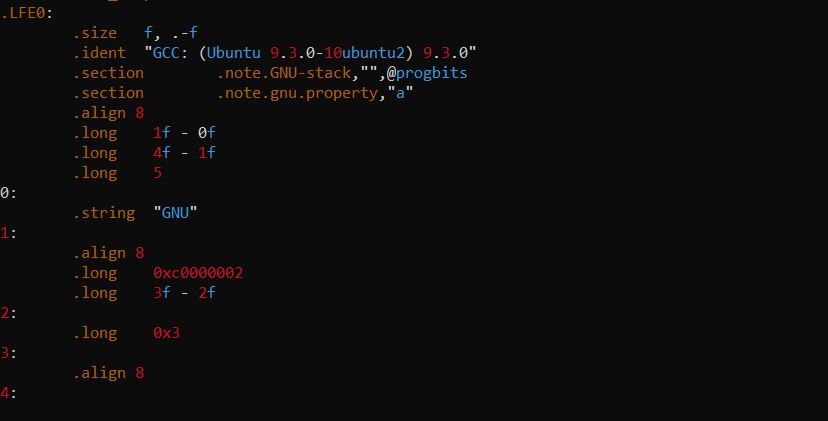 .LFE0:
.size f, .-f
.ident "GCC: (Ubuntu 9.3.0-10ubuntu2) 9.3.0"
.section .note.GNU-stack,"",@progbits
.section .note.gnu.property,"a"
.align 8
.long 1f - 0f
.long 4f - 1f
.long 5
0:
.string "GNU"
1:
.align 8
.long 0xc0000002
.long 3f - 2f
2:
.long 0x3
3:
.align 8
4: